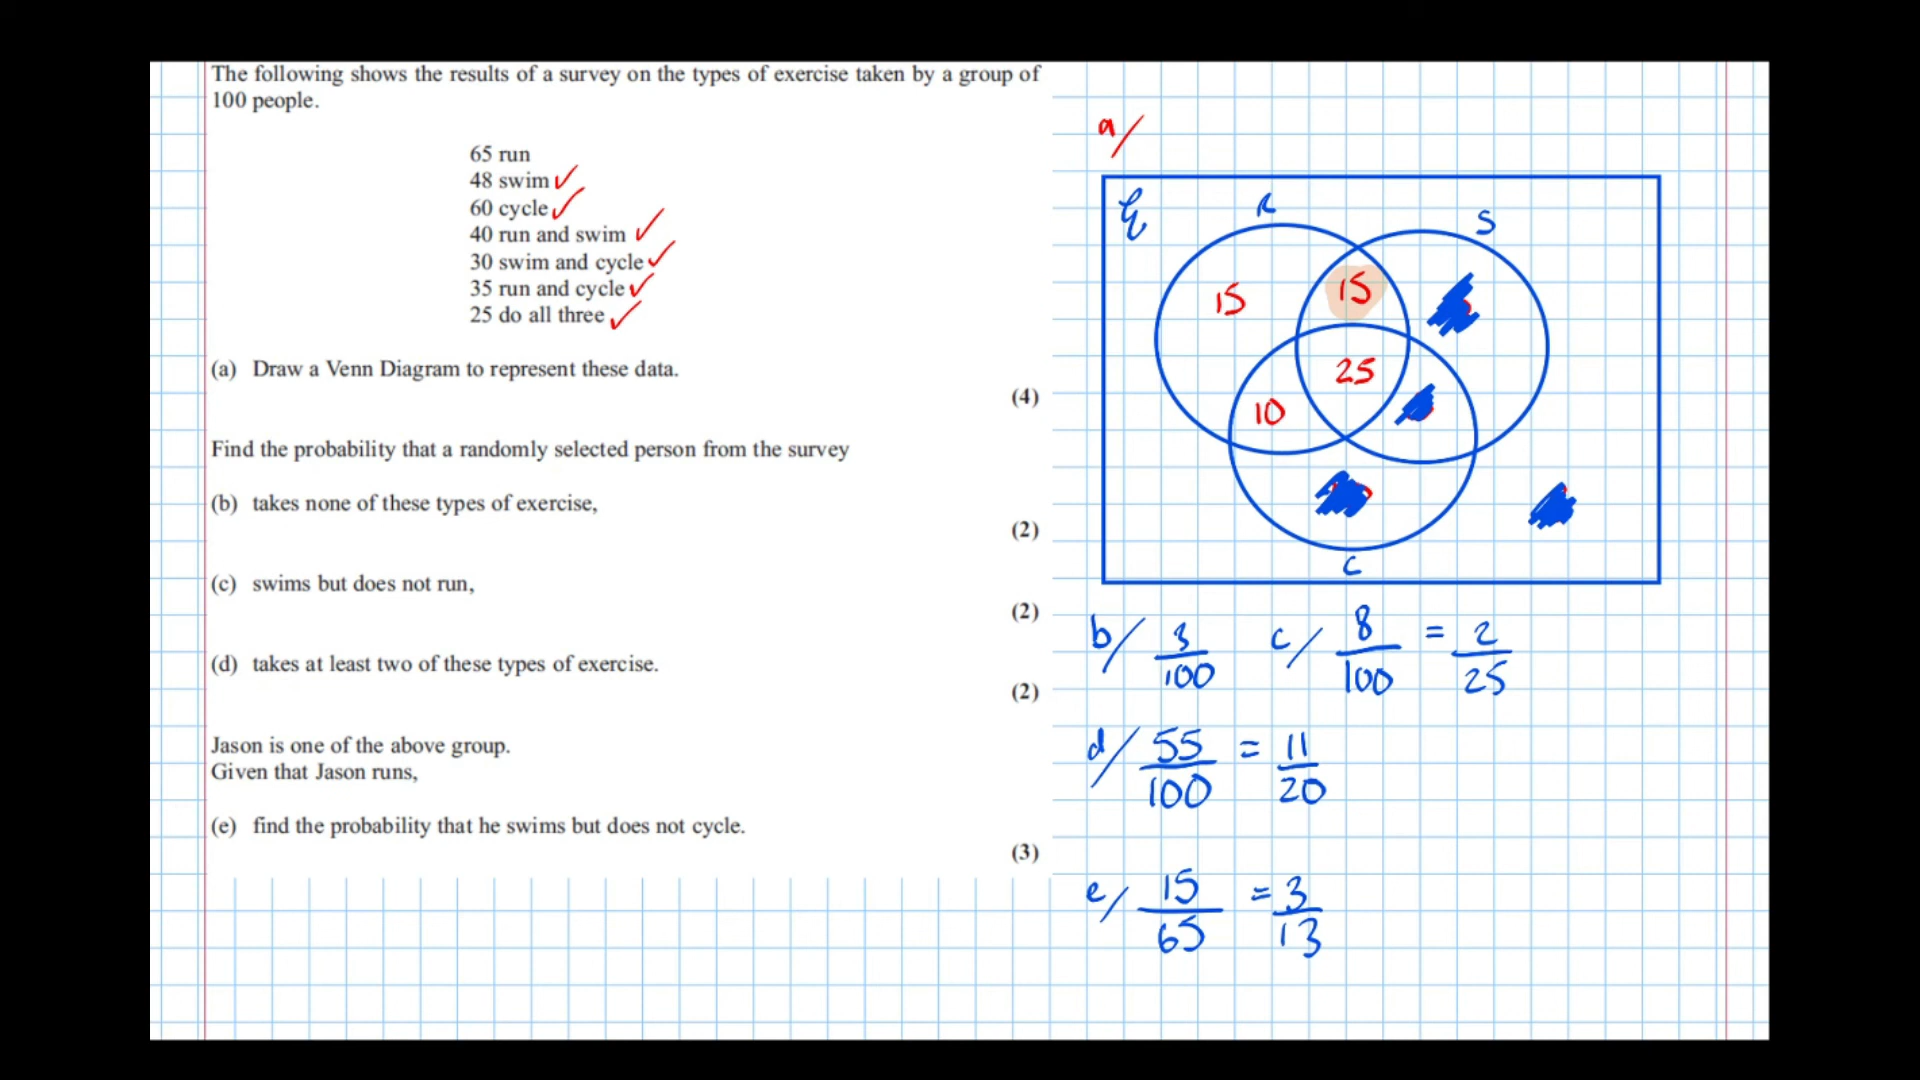 The following shows the results of a survey on the types of exercise taken by a group of
100 people.
65 run
48 swim ✓
60 cycle ✓
40 run and swim ✓
30 swim and cycle ✓
35 run and cycle ✓
25 do all three ✓
(a) Draw a Venn Diagram to represent these data.
(4)
Find the probability that a randomly selected person from the survey
(b) takes none of these types of exercise,
(2)
(c) swims but does not run,
(2)
(d) takes at least two of these types of exercise.
(2)
Jason is one of the above group.
Given that Jason runs,
(e) find the probability that he swims but does not cycle.
(3)
a/
ξ
R
S
15
15
25
10
C
b/ 3/100 c/ 8/100 = 2/25
d/ 55/100 = 11/20
e/ 15/65 = 3/13